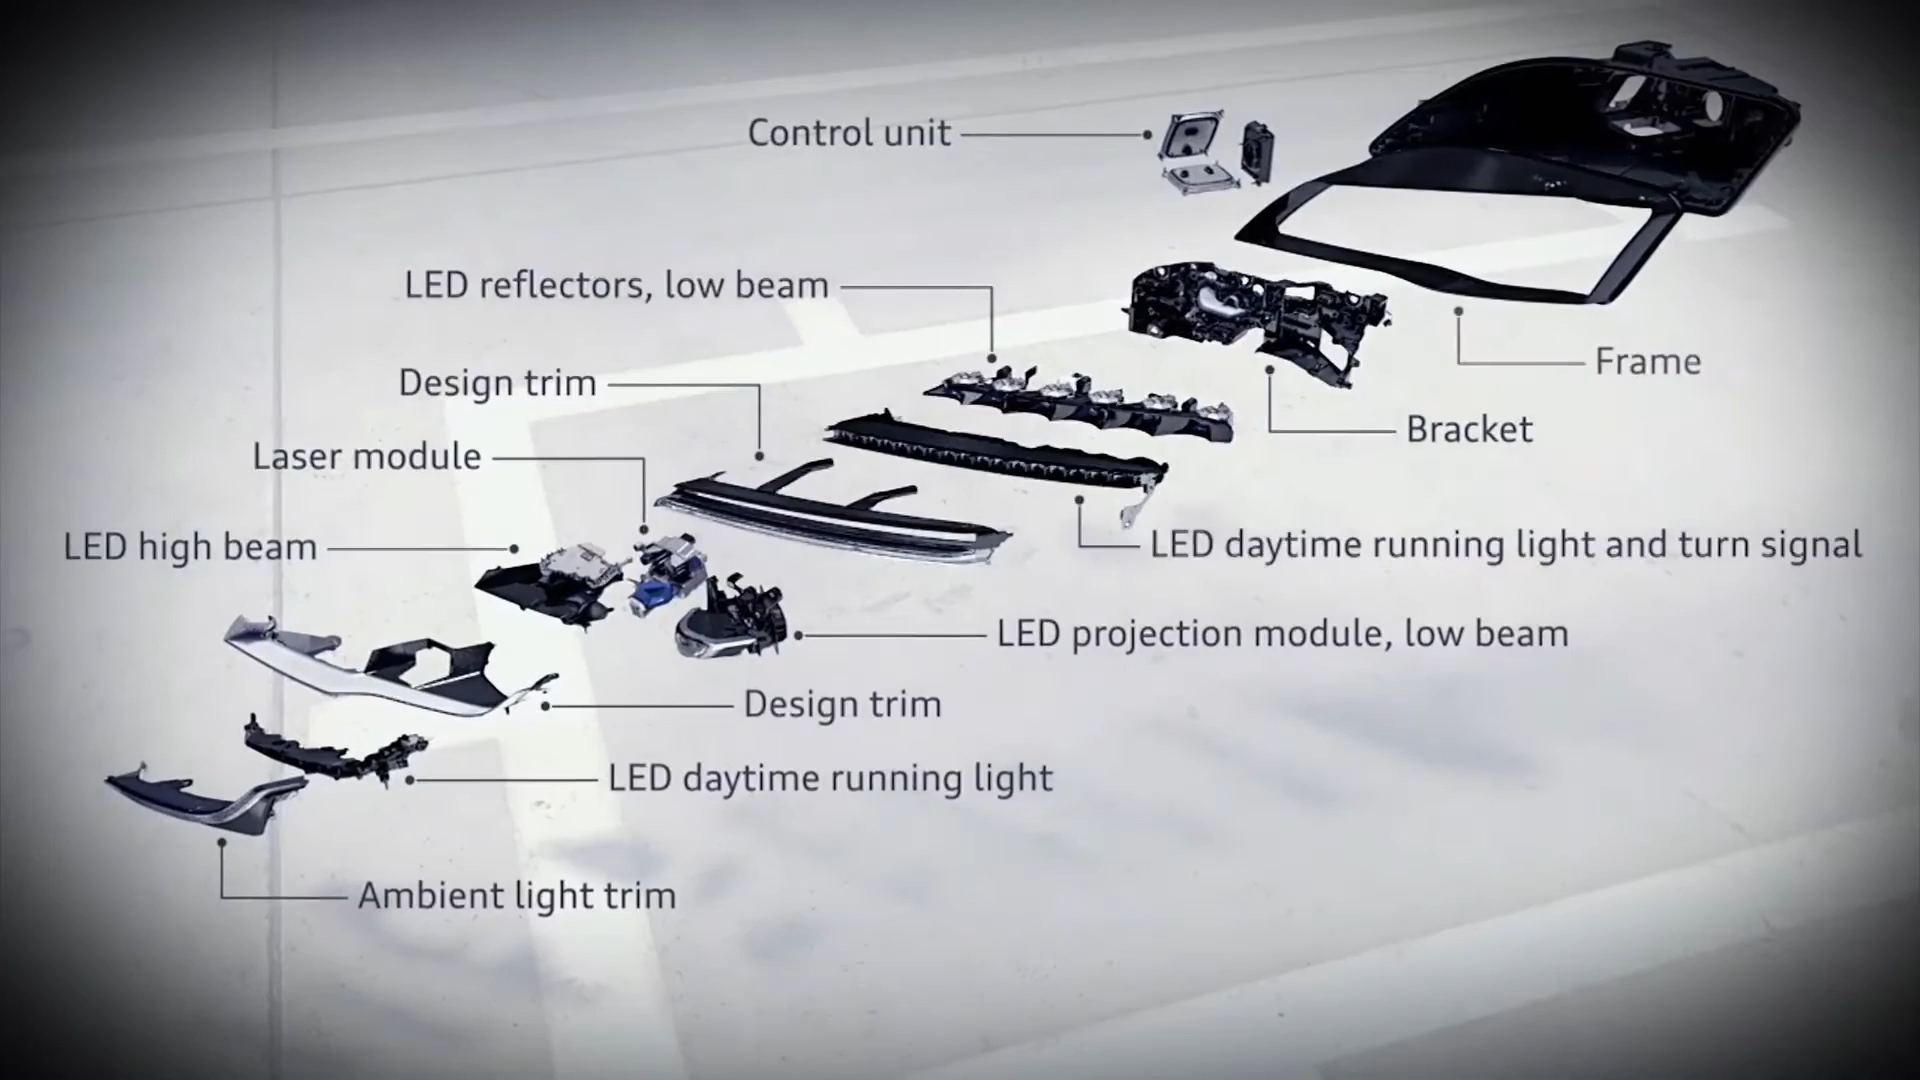 Control unit
LED reflectors, low beam
Frame
Design trim
Bracket
Laser module
LED high beam
LED daytime running light and turn signal
LED projection module, low beam
Design trim
LED daytime running light
Ambient light trim